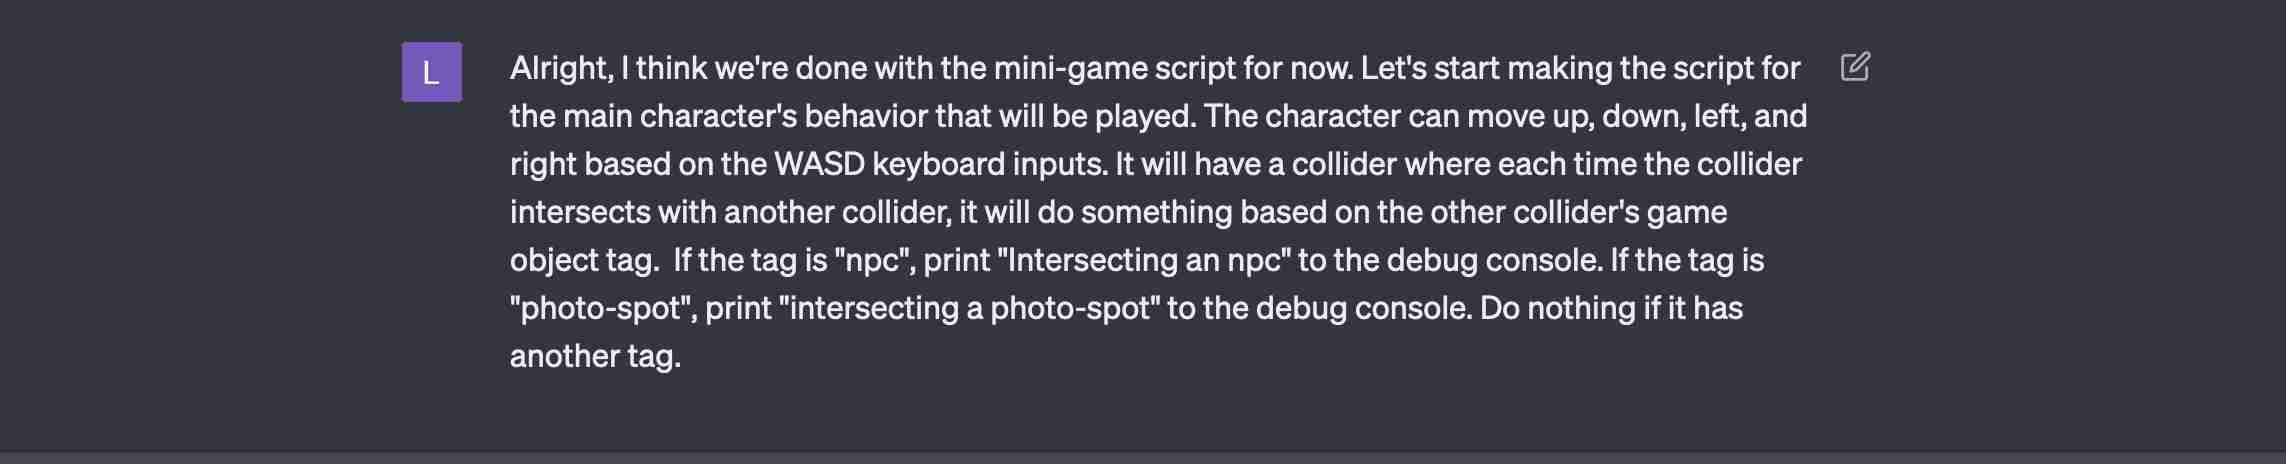 L
Alright, I think we're done with the mini-game script for now. Let's start making the script for
the main character's behavior that will be played. The character can move up, down, left, and
right based on the WASD keyboard inputs. It will have a collider where each time the collider
intersects with another collider, it will do something based on the other collider's game
object tag.  If the tag is "npc", print "Intersecting an npc" to the debug console. If the tag is
"photo-spot", print "intersecting a photo-spot" to the debug console. Do nothing if it has
another tag.